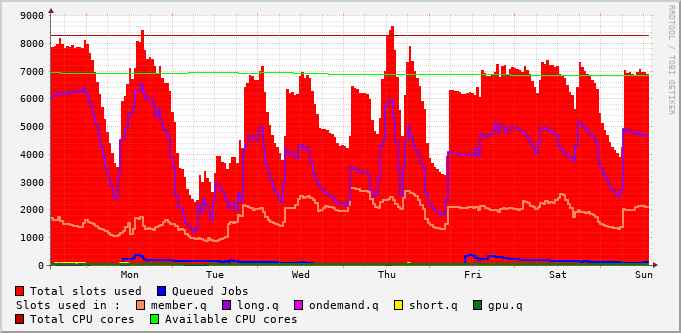 9000
8000
7000
6000
5000
4000
3000
2000
1000
0
Mon Tue Wed Thu Fri Sat Sun
RRDTOOL / TOBI OETIKER
Total slots used Queued Jobs
Slots used in : member.q long.q ondemand.q short.q gpu.q
Total CPU cores Available CPU cores